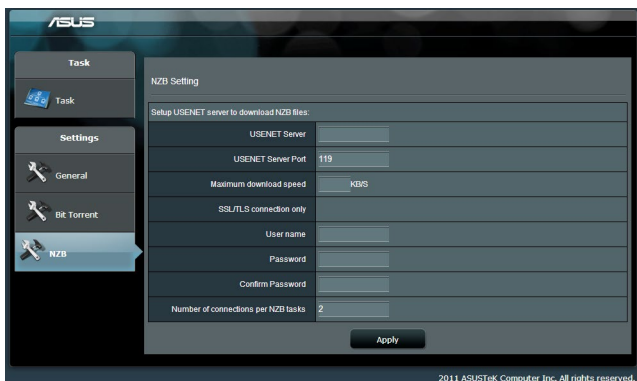 ASUS
Task
Task
Settings
General
Bit Torrent
NZB
NZB Setting
Setup USENET server to download NZB files:
USENET Server
USENET Server Port 119
Maximum download speed KB/S
SSL/TLS connection only
User name
Password
Confirm Password
Number of connections per NZB tasks 2
Apply
2011 ASUSTeK Computer Inc. All rights reserved.